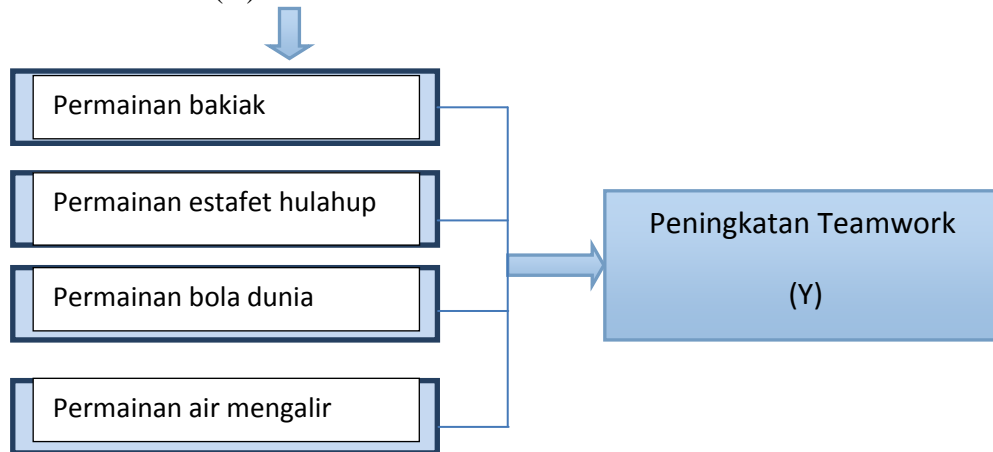 Permainan bakiak
Permainan estafet hulahup
Permainan bola dunia
Permainan air mengalir
Peningkatan Teamwork
(Y)